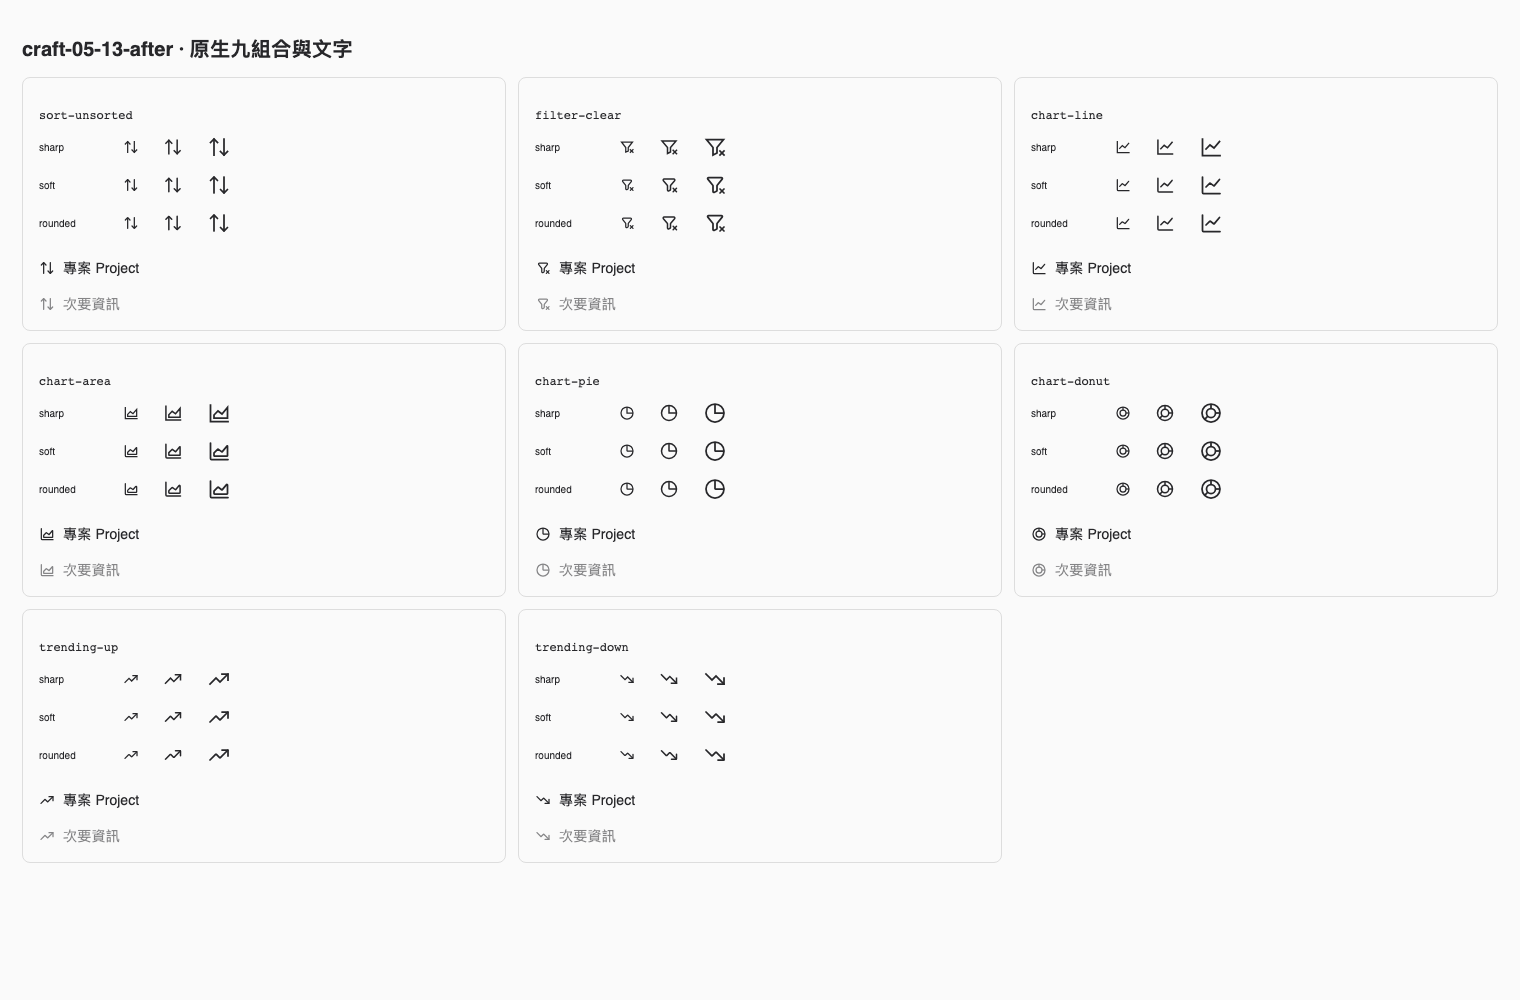 craft-05-13-after · 原生九組合與文字
sort-unsorted
sharp
soft
rounded
專案 Project
次要資訊
filter-clear
sharp
soft
rounded
專案 Project
次要資訊
chart-line
sharp
soft
rounded
專案 Project
次要資訊
chart-area
sharp
soft
rounded
專案 Project
次要資訊
chart-pie
sharp
soft
rounded
專案 Project
次要資訊
chart-donut
sharp
soft
rounded
專案 Project
次要資訊
trending-up
sharp
soft
rounded
專案 Project
次要資訊
trending-down
sharp
soft
rounded
專案 Project
次要資訊